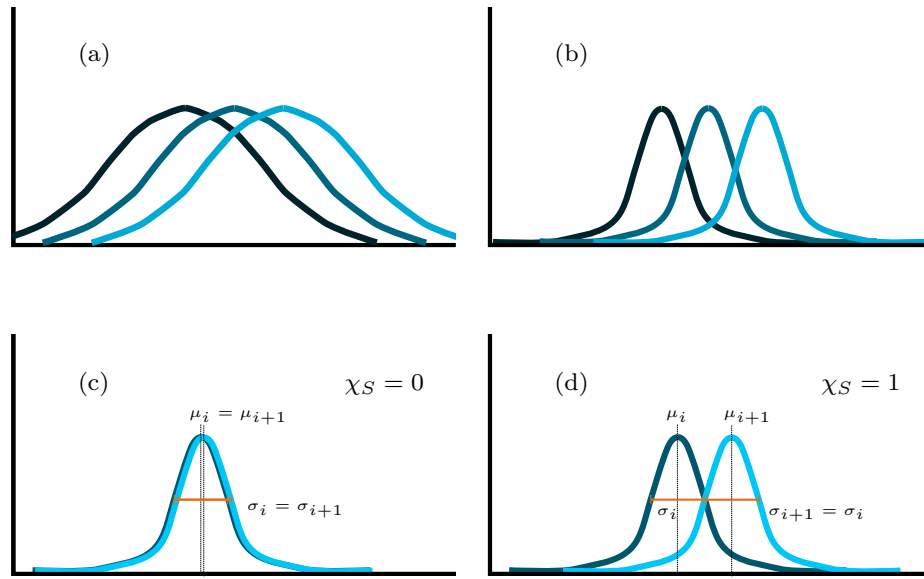 (a)
(b)
(c)
χ_S = 0
μ_i = μ_{i+1}
σ_i = σ_{i+1}
(d)
χ_S = 1
μ_i
μ_{i+1}
σ_i
σ_{i+1} = σ_i